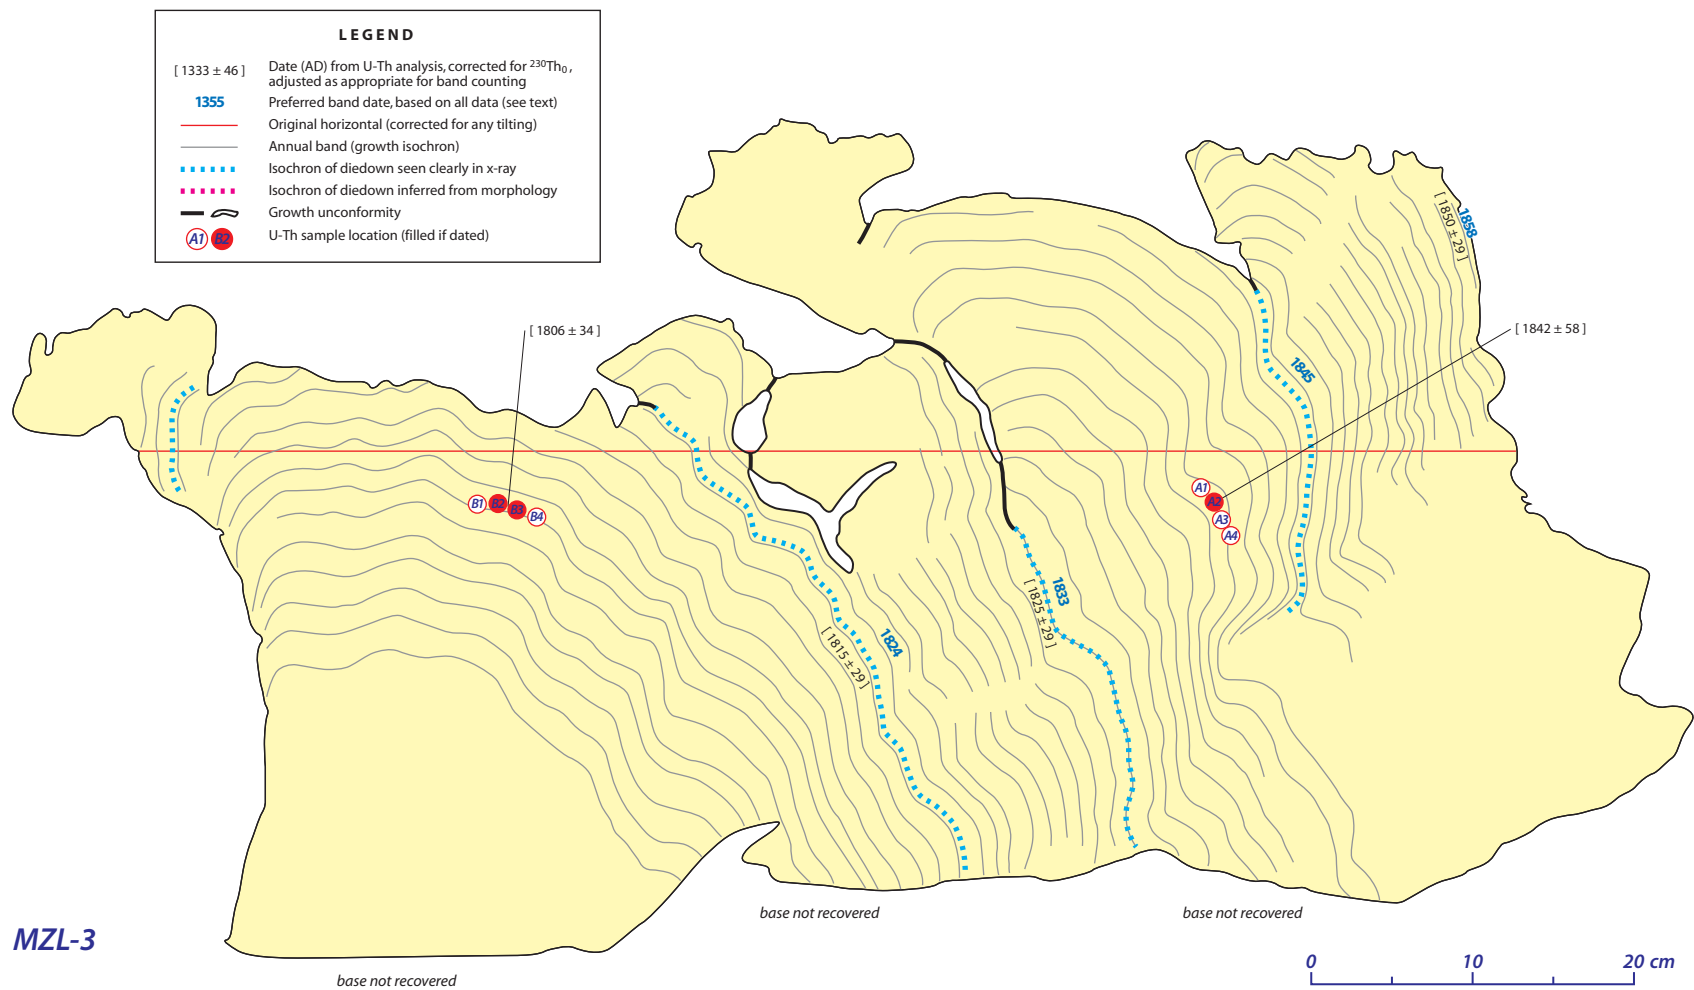 LEGEND
[ 1333 ± 46 ]
Date (AD) from U-Th analysis, corrected for ²³⁰Th₀,
adjusted as appropriate for band counting
1355
Preferred band date, based on all data (see text)
Original horizontal (corrected for any tilting)
Annual band (growth isochron)
Isochron of diedown seen clearly in x-ray
Isochron of diedown inferred from morphology
Growth unconformity
A1 B2
U-Th sample location (filled if dated)
1858
[ 1850 ± 29 ]
[ 1806 ± 34 ]
[ 1842 ± 58 ]
1845
B1 B2 B3 B4
A1
A2
A3
A4
1833
[ 1825 ± 29 ]
1824
[ 1815 ± 29 ]
base not recovered
base not recovered
base not recovered
MZL-3
0 10 20 cm